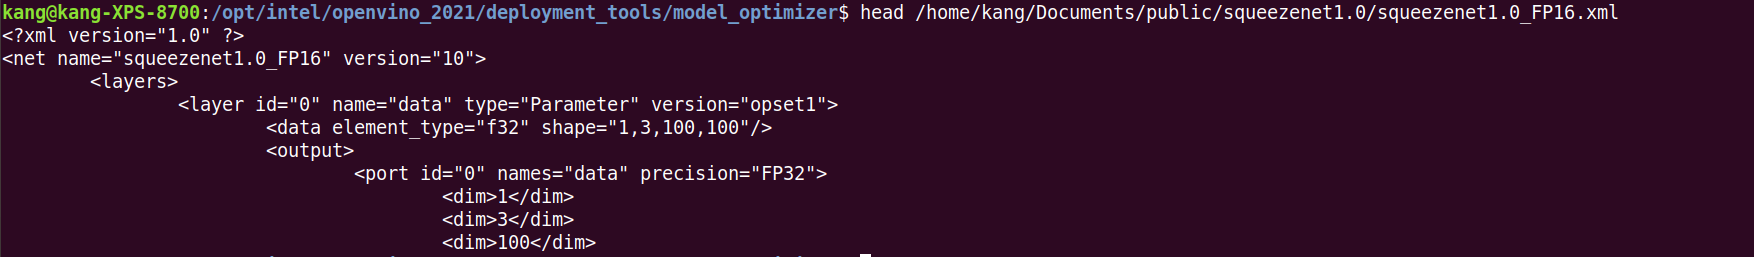 kang@kang-XPS-8700:/opt/intel/openvino_2021/deployment_tools/model_optimizer$ head /home/kang/Documents/public/squeezenet1.0/squeezenet1.0_FP16.xml
<?xml version="1.0" ?>
<net name="squeezenet1.0_FP16" version="10">
        <layers>
                <layer id="0" name="data" type="Parameter" version="opset1">
                        <data element_type="f32" shape="1,3,100,100"/>
                        <output>
                                <port id="0" names="data" precision="FP32">
                                        <dim>1</dim>
                                        <dim>3</dim>
                                        <dim>100</dim>